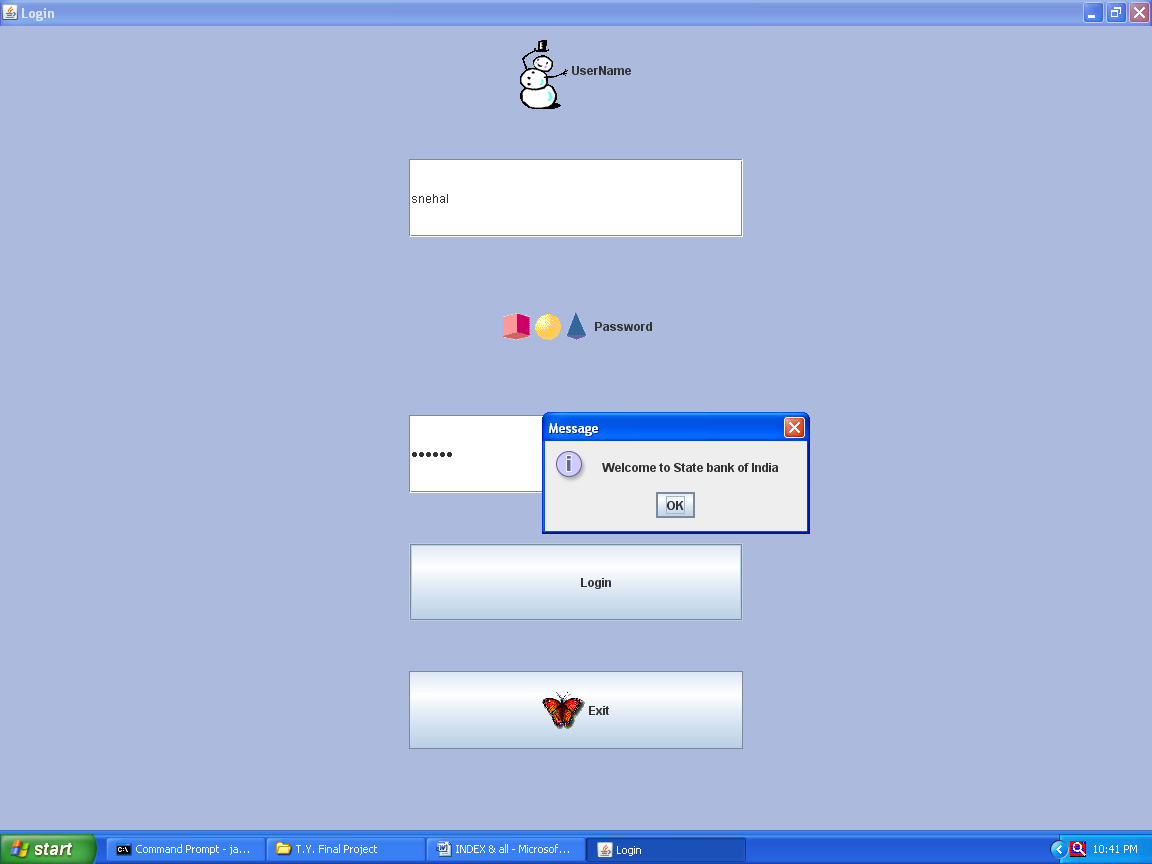 Login
UserName
snehal
Password
Message
Welcome to State bank of India
OK
Login
Exit
start
Command Prompt - ja...
T.Y. Final Project
INDEX & all - Microsof...
Login
10:41 PM